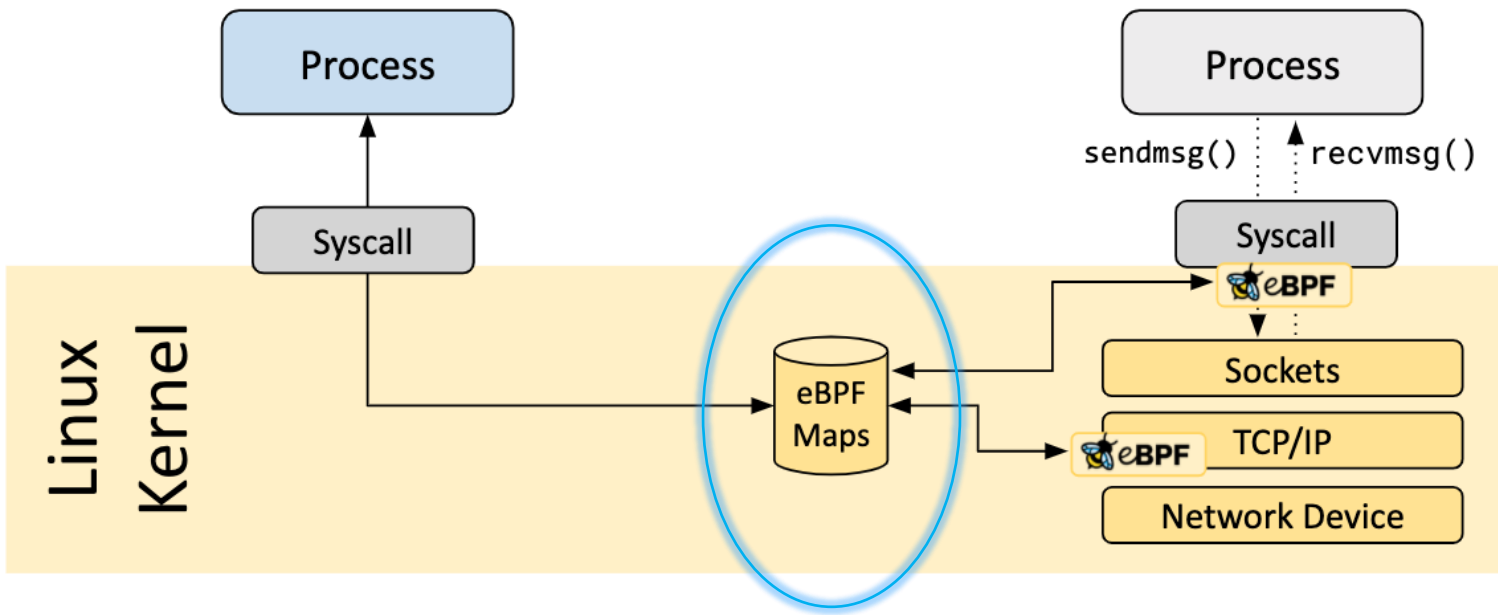 Process
Process
sendmsg()
recvmsg()
Syscall
Syscall
eBPF
Linux
Kernel
eBPF
Maps
Sockets
TCP/IP
eBPF
Network Device